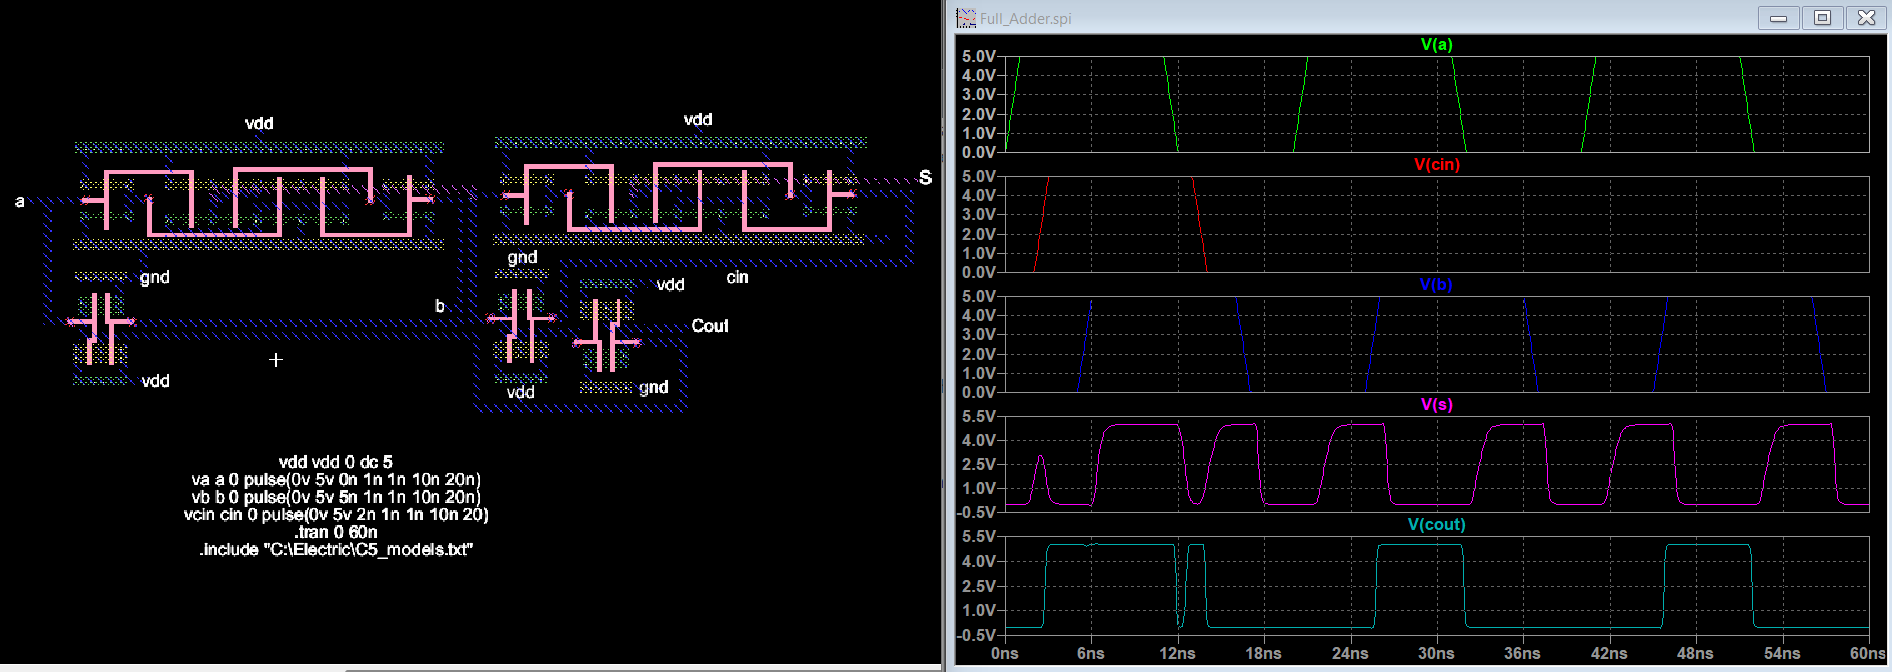 vdd
vdd
a
S
gnd
gnd
cin
vdd
b
Cout
vdd
vdd
gnd
vdd vdd 0 dc 5
va a 0 pulse(0v 5v 0n 1n 1n 10n 20n)
vb b 0 pulse(0v 5v 5n 1n 1n 10n 20n)
vcin cin 0 pulse(0v 5v 2n 1n 1n 10n 20)
.tran 0 60n
.include "C:\Electric\C5_models.txt"
Full_Adder.spi
V(a)
5.0V
4.0V
3.0V
2.0V
1.0V
0.0V
V(cin)
5.0V
4.0V
3.0V
2.0V
1.0V
0.0V
V(b)
5.0V
4.0V
3.0V
2.0V
1.0V
0.0V
V(s)
5.5V
4.0V
2.5V
1.0V
-0.5V
V(cout)
5.5V
4.0V
2.5V
1.0V
-0.5V
0ns 6ns 12ns 18ns 24ns 30ns 36ns 42ns 48ns 54ns 60ns